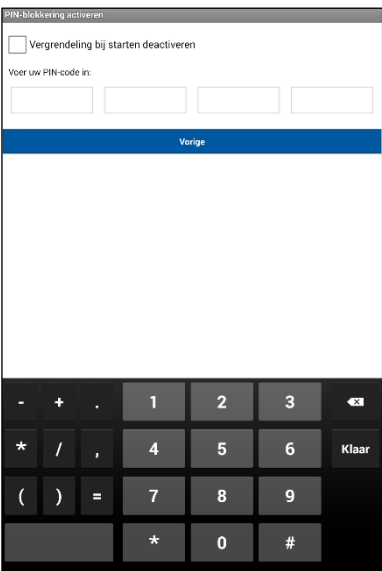 PIN-blokkering activeren
Vergrendeling bij starten deactiveren
Voer uw PIN-code in:
Vorige
- + . 1 2 3
* / , 4 5 6 Klaar
( ) = 7 8 9
* 0 #